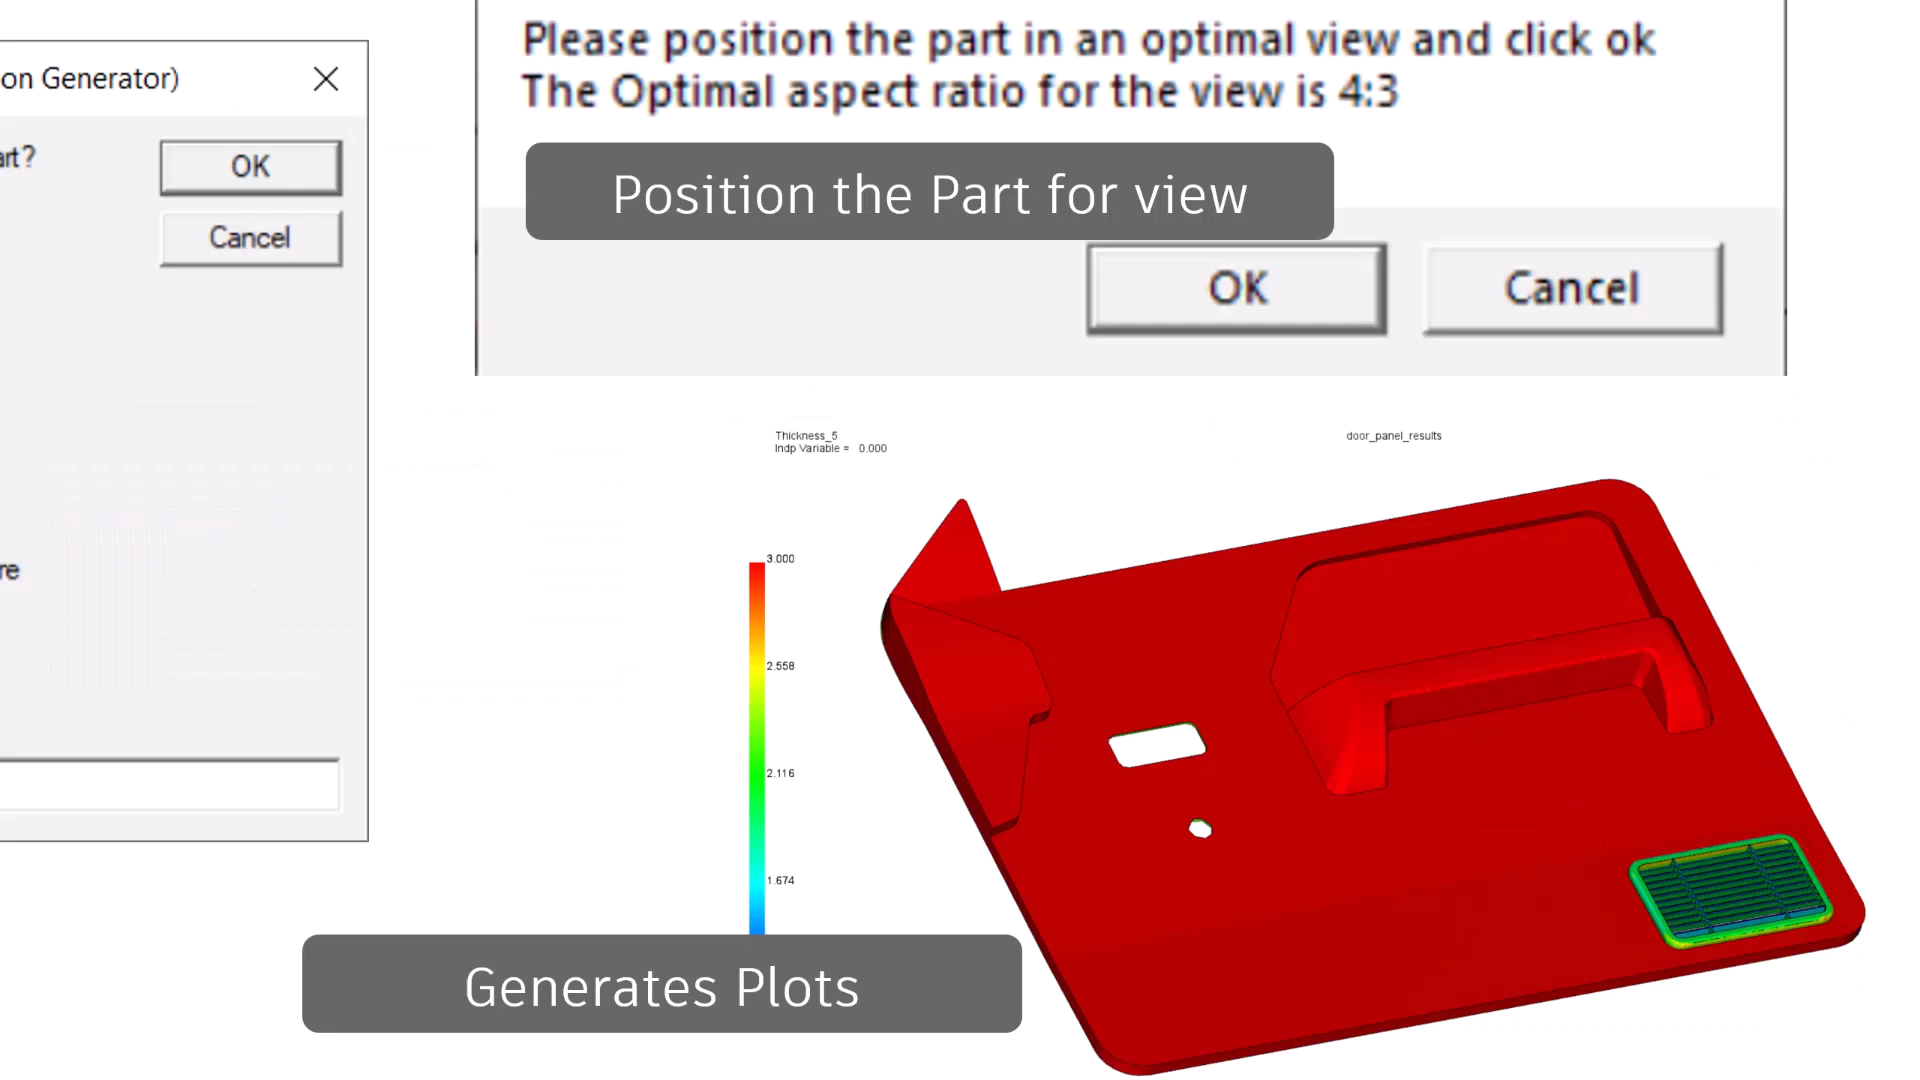 on Generator)
art?
OK
Cancel
re
Please position the part in an optimal view and click ok
The Optimal aspect ratio for the view is 4:3
Position the Part for view
OK
Cancel
Thickness_5
Indp Variable = 0.000
door_panel_results
3.000
2.558
2.116
1.674
Generates Plots